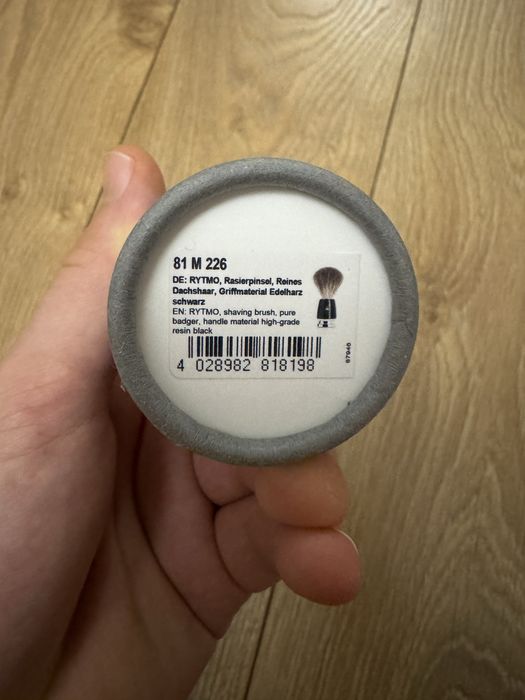 81 M 226
DE: RYTMO, Rasierpinsel, Reines
Dachshaar, Griffmaterial Edelharz
schwarz
EN: RYTMO, shaving brush, pure
badger, handle material high-grade
resin black
4 028982 818198
87946